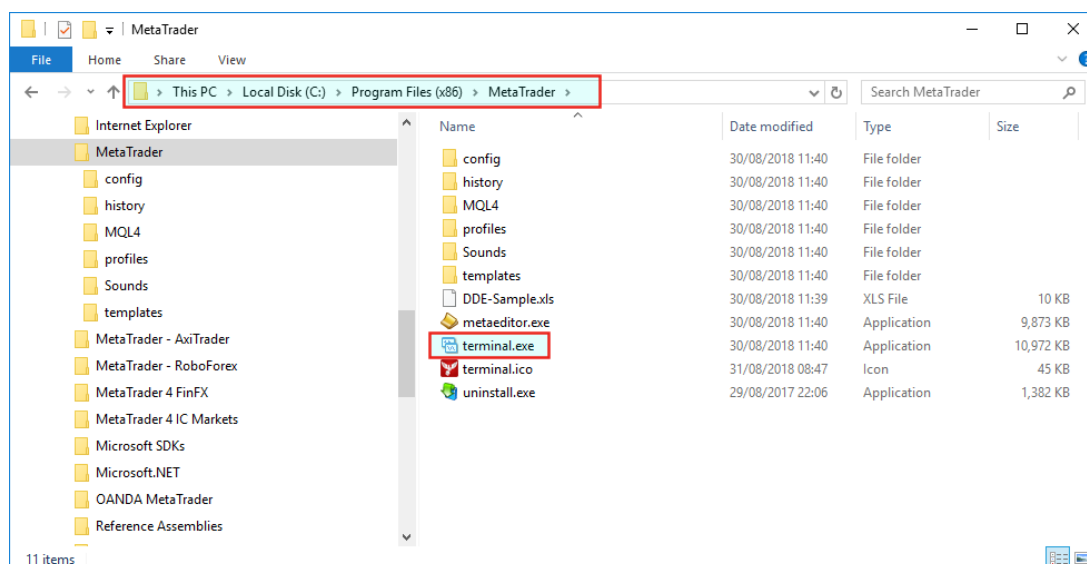 MetaTrader
File Home Share View
This PC > Local Disk (C:) > Program Files (x86) > MetaTrader >
Search MetaTrader
Internet Explorer
MetaTrader
config
history
MQL4
profiles
Sounds
templates
MetaTrader - AxiTrader
MetaTrader - RoboForex
MetaTrader 4 FinFX
MetaTrader 4 IC Markets
Microsoft SDKs
Microsoft.NET
OANDA MetaTrader
Reference Assemblies
Name Date modified Type Size
config 30/08/2018 11:40 File folder
history 30/08/2018 11:40 File folder
MQL4 30/08/2018 11:40 File folder
profiles 30/08/2018 11:40 File folder
Sounds 30/08/2018 11:40 File folder
templates 30/08/2018 11:40 File folder
DDE-Sample.xls 30/08/2018 11:39 XLS File 10 KB
metaeditor.exe 30/08/2018 11:40 Application 9,873 KB
terminal.exe 30/08/2018 11:40 Application 10,972 KB
terminal.ico 31/08/2018 08:47 Icon 45 KB
uninstall.exe 29/08/2017 22:06 Application 1,382 KB
11 items